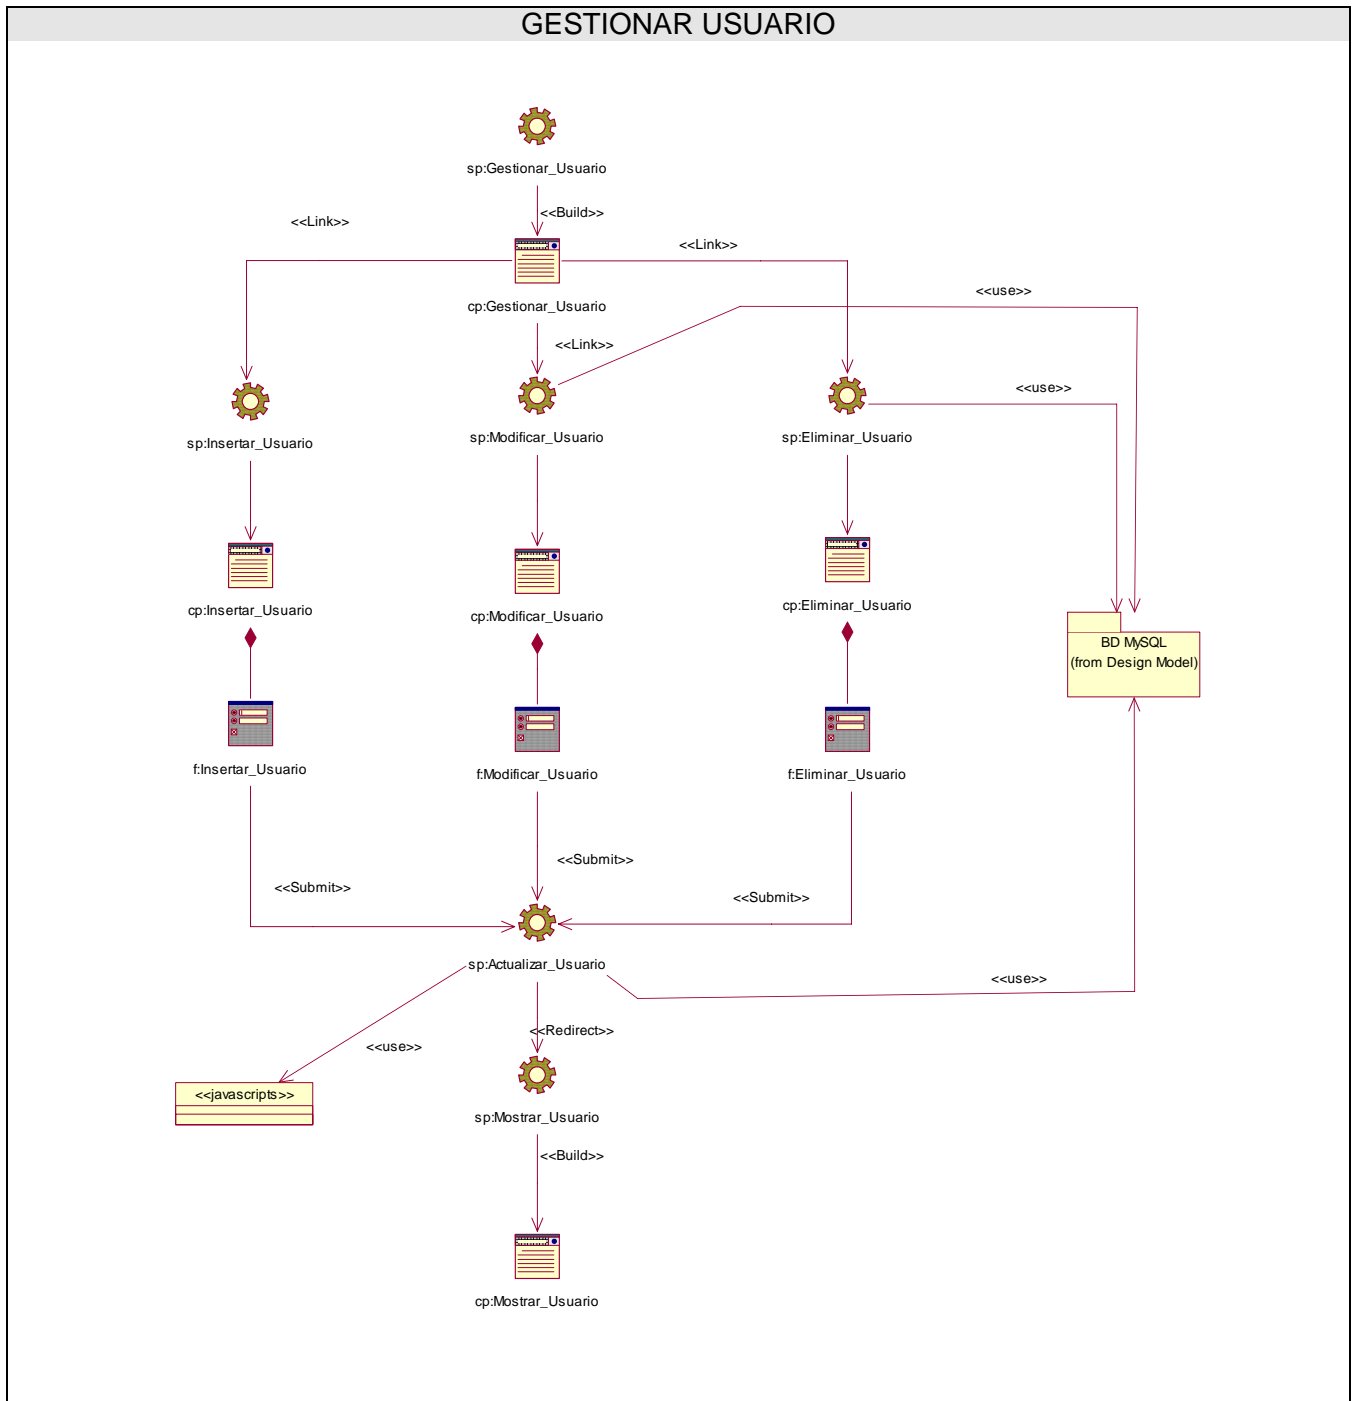 GESTIONAR USUARIO
sp:Gestionar_Usuario
<<Build>>
<<Link>>
<<Link>>
cp:Gestionar_Usuario
<<use>>
<<Link>>
<<use>>
sp:Insertar_Usuario
sp:Modificar_Usuario
sp:Eliminar_Usuario
cp:Insertar_Usuario
cp:Modificar_Usuario
cp:Eliminar_Usuario
BD MySQL
(from Design Model)
f:Insertar_Usuario
f:Modificar_Usuario
f:Eliminar_Usuario
<<Submit>>
<<Submit>>
<<Submit>>
sp:Actualizar_Usuario
<<use>>
<<Redirect>>
<<use>>
<<javascripts>>
sp:Mostrar_Usuario
<<Build>>
cp:Mostrar_Usuario